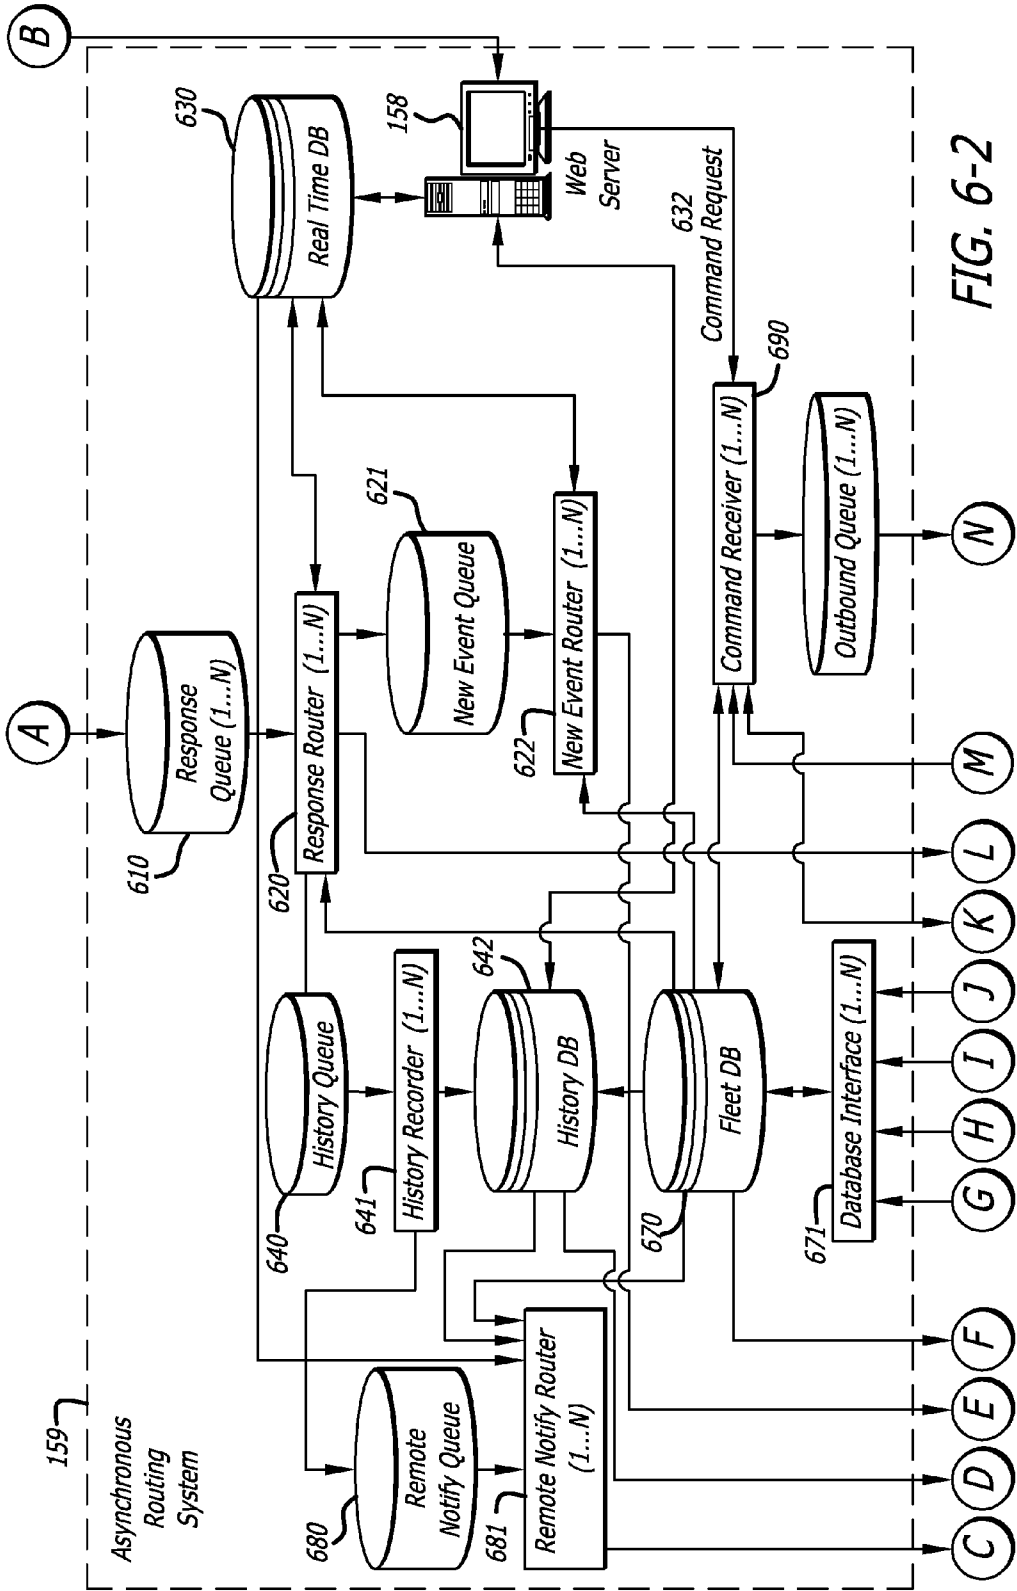 159
Asynchronous
Routing
System
A
B
610
Response
Queue (1...N)
630
Real Time DB
158
Web
Server
632
Command Request
620
Response Router (1...N)
621
New Event Queue
622
New Event Router (1...N)
640
History Queue
641
History Recorder (1...N)
642
History DB
670
Fleet DB
671
Database Interface (1...N)
680
Remote
Notify Queue
681
Remote Notify Router
(1...N)
690
Command Receiver (1...N)
Outbound Queue (1...N)
C
D
E
F
G
H
I
J
K
L
M
N
FIG. 6-2